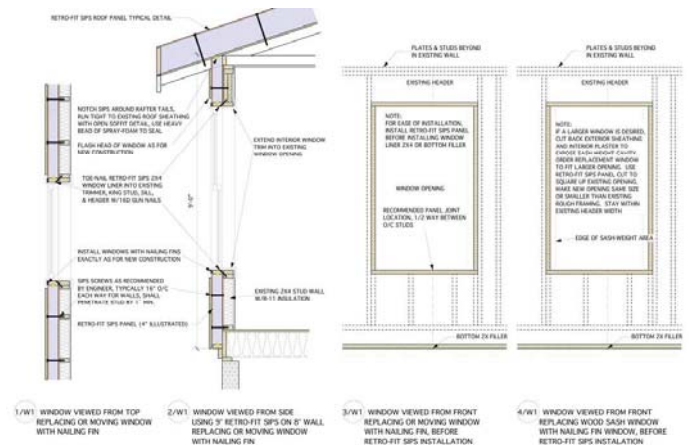 RETRO-FIT SIPS ROOF PANEL TYPICAL DETAIL
NOTCH SIPS AROUND RAFTER TAILS,
RUN TIGHT TO EXISTING ROOF SHEATHING
WITH OPEN SOFFIT DETAIL, USE HEAVY
BEAD OF SPRAY-FOAM TO SEAL
FLASH HEAD OF WINDOW AS FOR
NEW CONSTRUCTION
TOE-NAIL RETRO-FIT SIPS 2X4
WINDOW LINER INTO EXISTING
TRIMMER, KING STUD, SILL,
& HEADER W/16D GUN NAILS
INSTALL WINDOWS WITH NAILING FINS
EXACTLY AS FOR NEW CONSTRUCTION
SIPS SCREWS AS RECOMMENDED
BY ENGINEER, TYPICALLY 16" O/C
EACH WAY FOR WALLS, SHALL
PENETRATE STUD BY 1" MIN.
RETRO-FIT SIPS PANEL (4" ILLUSTRATED)
EXTEND INTERIOR WINDOW
TRIM INTO EXISTING
WINDOW OPENING
EXISTING 2X4 STUD WALL
W/R-11 INSULATION
1/W1 WINDOW VIEWED FROM TOP
REPLACING OR MOVING WINDOW
WITH NAILING FIN
2/W1 WINDOW VIEWED FROM SIDE
USING 9' RETRO-FIT SIPS ON 8' WALL
REPLACING OR MOVING WINDOW
WITH NAILING FIN
PLATES & STUDS BEYOND
IN EXISTING WALL
EXISTING HEADER
NOTE:
FOR EASE OF INSTALLATION,
INSTALL RETRO-FIT SIPS PANEL
BEFORE INSTALLING WINDOW
LINER 2X4 OR BOTTOM FILLER
WINDOW OPENING
RECOMMENDED PANEL JOINT
LOCATION, 1/2 WAY BETWEEN
O/C STUDS
BOTTOM 2X FILLER
3/W1 WINDOW VIEWED FROM FRONT
REPLACING OR MOVING WINDOW
WITH NAILING FIN, BEFORE
RETRO-FIT SIPS INSTALLATION
PLATES & STUDS BEYOND
IN EXISTING WALL
EXISTING HEADER
NOTE:
IF A LARGER WINDOW IS DESIRED,
CUT BACK EXTERIOR SHEATHING
AND INTERIOR PLASTER TO
EXPOSE SASH-WEIGHT CAVITY
ORDER REPLACEMENT WINDOW
TO FIT LARGER OPENING. USE
RETRO-FIT SIPS PANEL CUT TO
SQUARE UP EXISTING OPENING.
MAKE NEW OPENING SAME SIZE
OR SMALLER THAN EXISTING
ROUGH FRAMING. STAY WITHIN
EXISTING HEADER WIDTH
EDGE OF SASH-WEIGHT AREA
BOTTOM 2X FILLER
4/W1 WINDOW VIEWED FROM FRONT
REPLACING WOOD SASH WINDOW
WITH NAILING FIN WINDOW, BEFORE
RETRO-FIT SIPS INSTALLATION